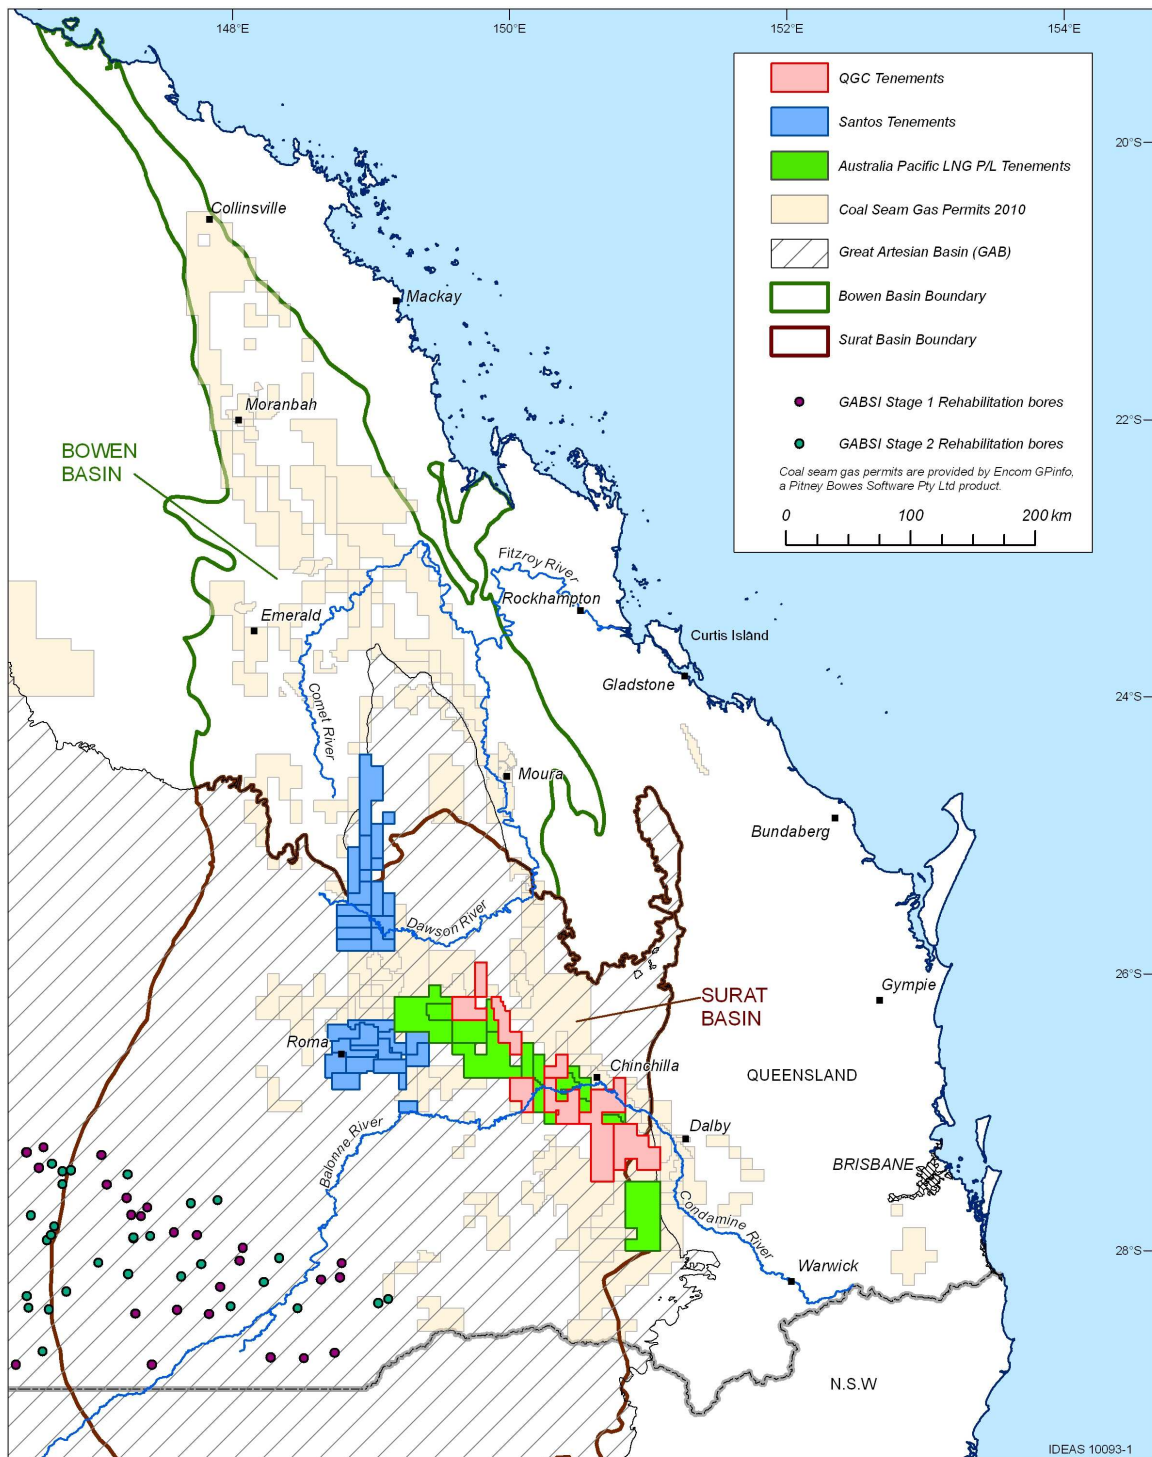 148°E
150°E
152°E
154°E
QGC Tenements
Santos Tenements
Australia Pacific LNG P/L Tenements
Coal Seam Gas Permits 2010
Great Artesian Basin (GAB)
Bowen Basin Boundary
Surat Basin Boundary
GABSI Stage 1 Rehabilitation bores
GABSI Stage 2 Rehabilitation bores
Coal seam gas permits are provided by Encom GPinfo,
a Pitney Bowes Software Pty Ltd product.
0 100 200 km
20°S
Collinsville
Mackay
Moranbah
22°S
BOWEN
BASIN
Fitzroy River
Rockhampton
Emerald
Curtis Island
Gladstone
24°S
Comet River
Moura
Bundaberg
Dawson River
26°S
SURAT
BASIN
Gympie
Roma
Chinchilla
QUEENSLAND
Balonne River
Dalby
BRISBANE
Condamine River
28°S
Warwick
N.S.W
IDEAS 10093-1